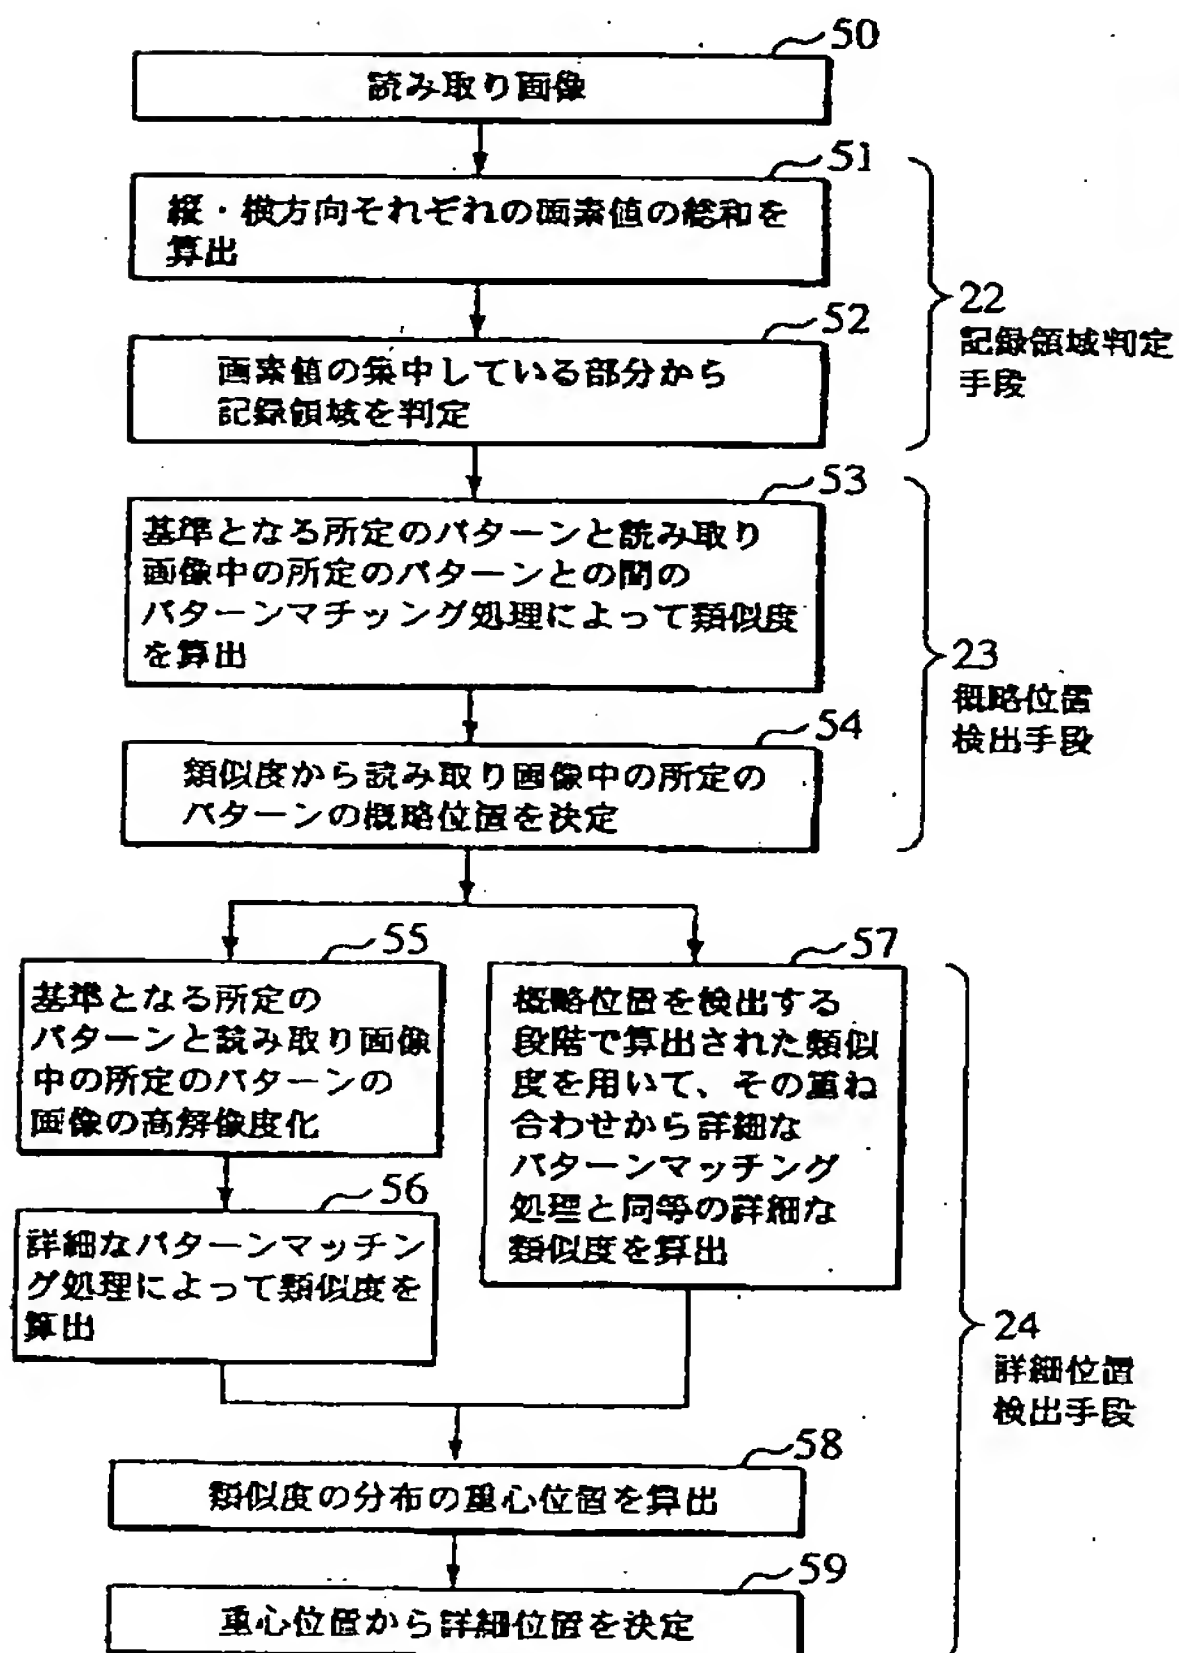 50
読み取り画像
51
縦・横方向それぞれの画素値の総和を
算出
52
画素値の集中している部分から
記録領域を判定
22
記録領域判定
手段
53
基準となる所定のパターンと読み取り
画像中の所定のパターンとの間の
パターンマチッング処理によって類似度
を算出
54
類似度から読み取り画像中の所定の
パターンの概略位置を決定
23
概略位置
検出手段
55
基準となる所定の
パターンと読み取り画像
中の所定のパターンの
画像の高解像度化
56
詳細なパターンマッチン
グ処理によって類似度を
算出
57
概略位置を検出する
段階で算出された類似
度を用いて、その重ね
合わせから詳細な
パターンマッチング
処理と同等の詳細な
類似度を算出
58
類似度の分布の重心位置を算出
59
重心位置から詳細位置を決定
24
詳細位置
検出手段